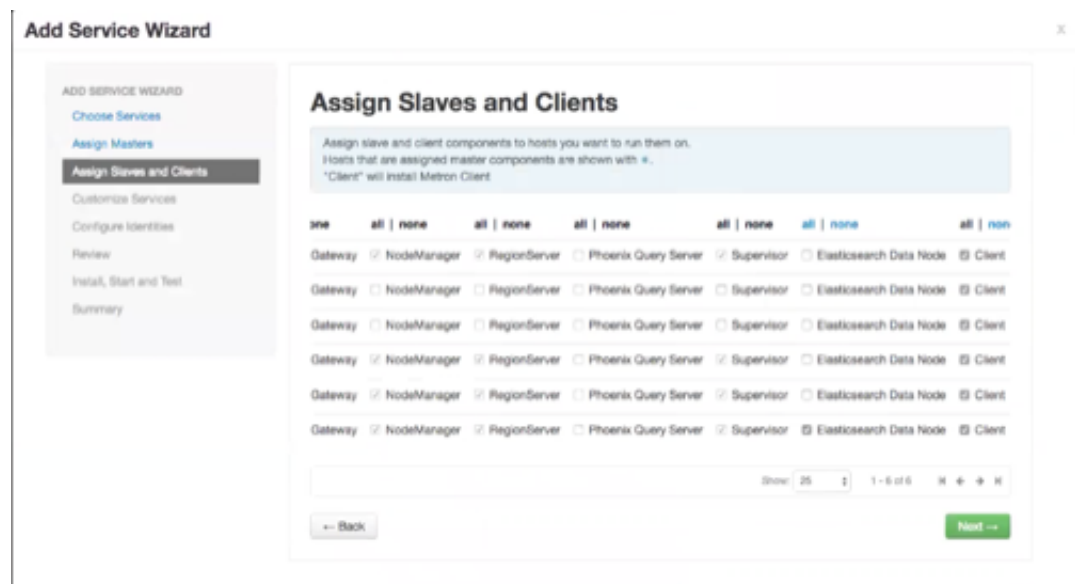 Add Service Wizard
x
ADD SERVICE WIZARD
Choose Services
Assign Masters
Assign Slaves and Clients
Customize Services
Configure Identities
Review
Install, Start and Test
Summary
Assign Slaves and Clients
Assign slave and client components to hosts you want to run them on.
Hosts that are assigned master components are shown with *.
"Client" will install Metron Client
one all | none all | none all | none all | none all | none all | non
Gateway NodeManager RegionServer Phoenix Query Server Supervisor Elasticsearch Data Node Client
Gateway NodeManager RegionServer Phoenix Query Server Supervisor Elasticsearch Data Node Client
Gateway NodeManager RegionServer Phoenix Query Server Supervisor Elasticsearch Data Node Client
Gateway NodeManager RegionServer Phoenix Query Server Supervisor Elasticsearch Data Node Client
Gateway NodeManager RegionServer Phoenix Query Server Supervisor Elasticsearch Data Node Client
Gateway NodeManager RegionServer Phoenix Query Server Supervisor Elasticsearch Data Node Client
Show: 25 1 - 6 of 6
← Back
Next →